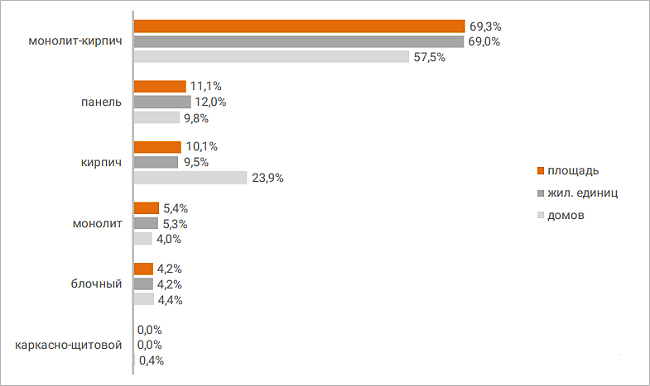 монолит-кирпич
69,3%
69,0%
57,5%
панель
11,1%
12,0%
9,8%
кирпич
10,1%
9,5%
23,9%
монолит
5,4%
5,3%
4,0%
блочный
4,2%
4,2%
4,4%
каркасно-щитовой
0,0%
0,0%
0,4%
площадь
жил. единиц
домов